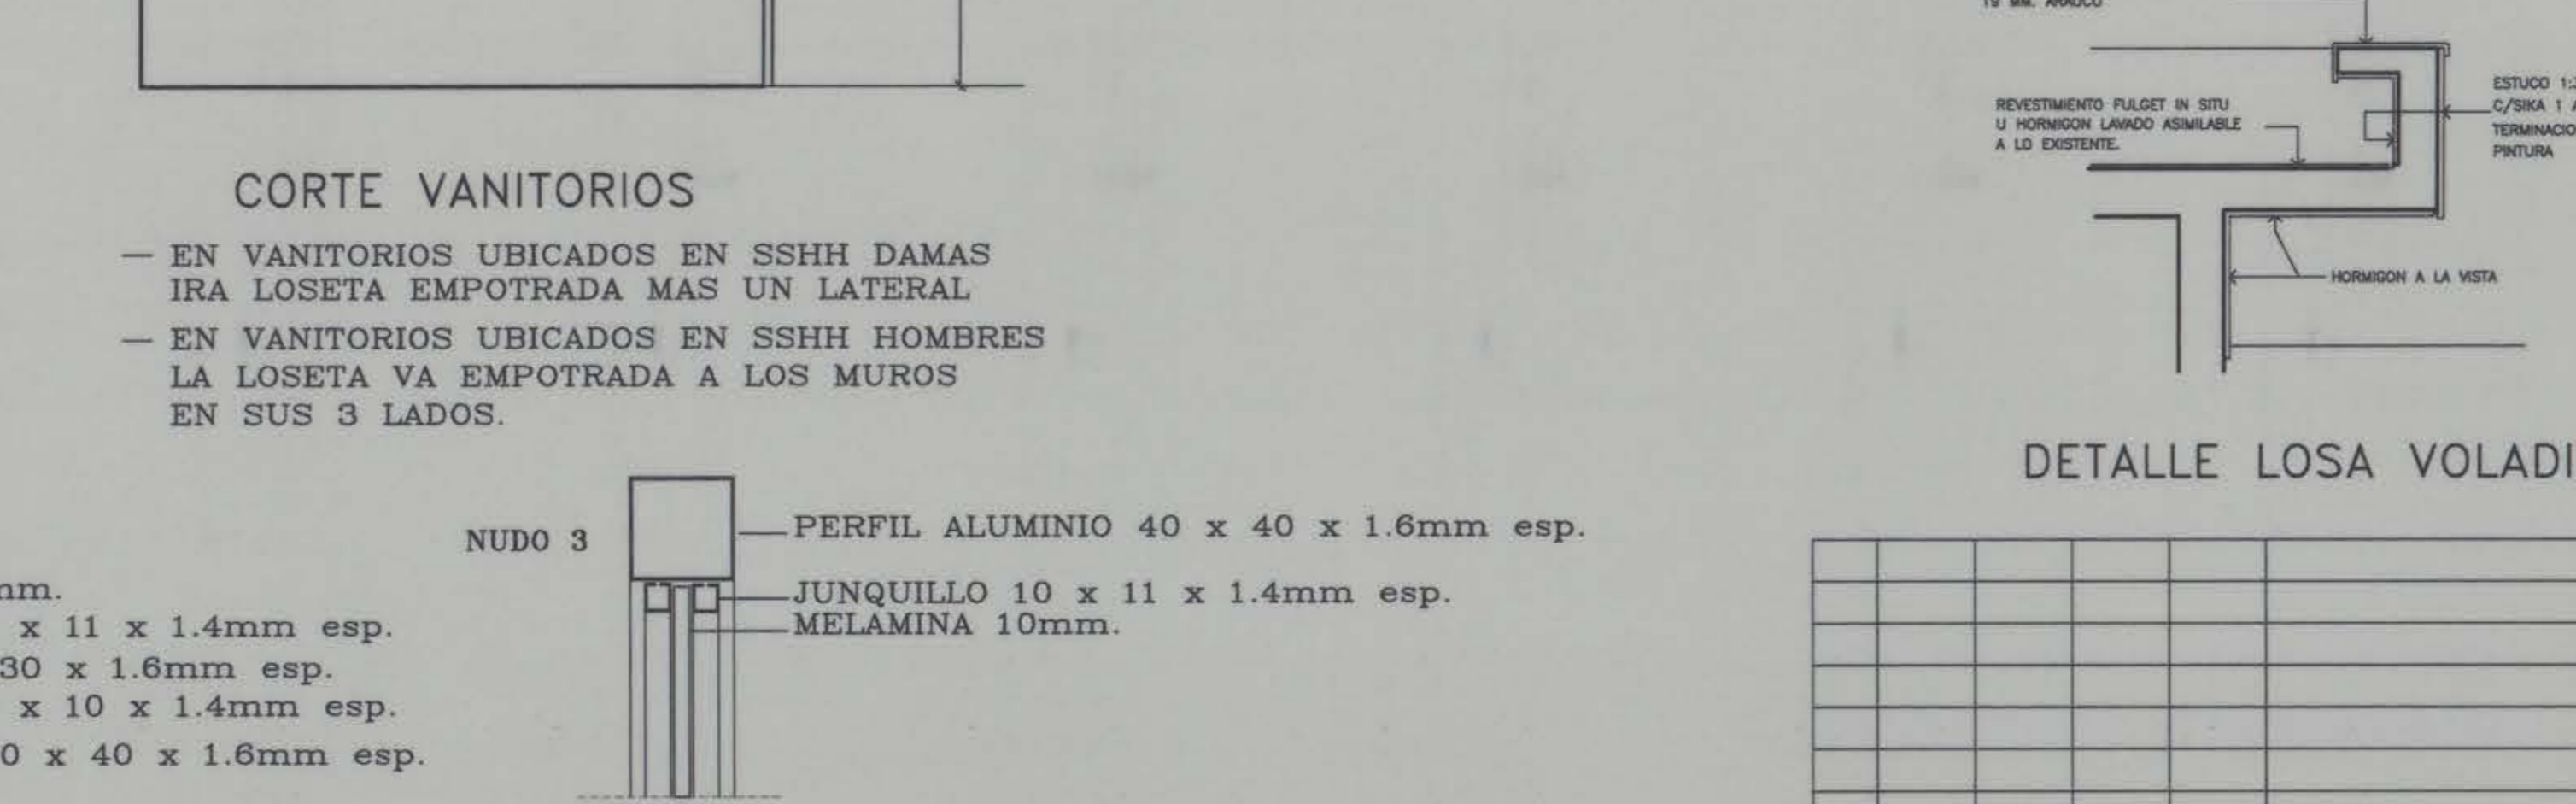 CORTE VANITORIOS
— EN VANITORIOS UBICADOS EN SSHH DAMAS
IRA LOSETA EMPOTRADA MAS UN LATERAL
— EN VANITORIOS UBICADOS EN SSHH HOMBRES
LA LOSETA VA EMPOTRADA A LOS MUROS
EN SUS 3 LADOS.
NUDO 3
PERFIL ALUMINIO 40 x 40 x 1.6mm esp.
JUNQUILLO 10 x 11 x 1.4mm esp.
MELAMINA 10mm.
mm.
x 11 x 1.4mm esp.
30 x 1.6mm esp.
x 10 x 1.4mm esp.
0 x 40 x 1.6mm esp.
19 MM. ARAUCO
REVESTIMIENTO FULGET IN SITU
U HORMIGON LAVADO ASIMILABLE
A LO EXISTENTE.
ESTUCO
C/SIKA 1
TERMINACIO
PINTURA
HORMIGON A LA VISTA
DETALLE LOSA VOLADI